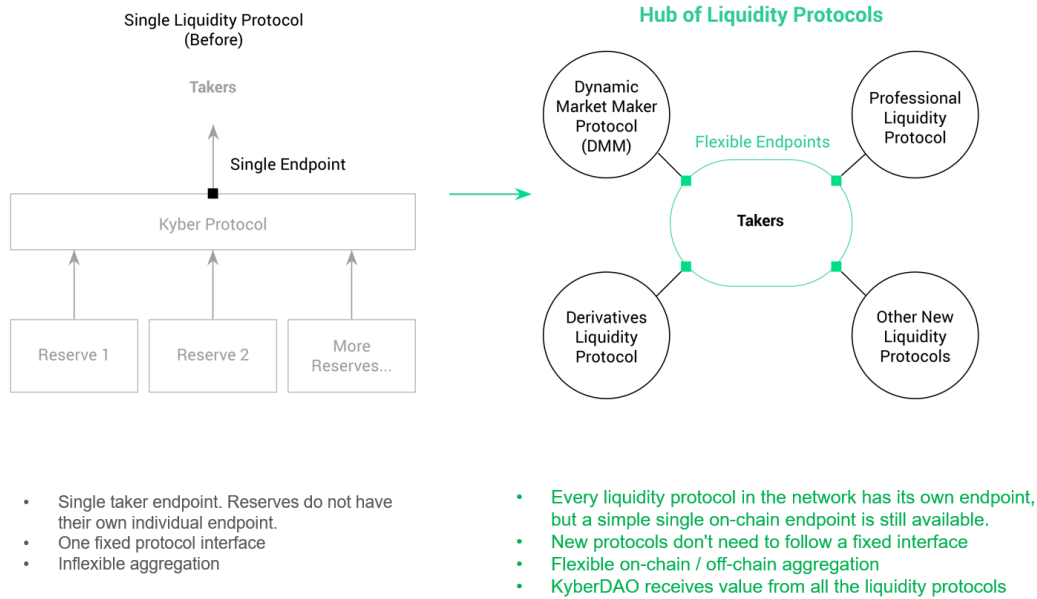 Single Liquidity Protocol
(Before)
Takers
Single Endpoint
Kyber Protocol
Reserve 1
Reserve 2
More
Reserves...
• Single taker endpoint. Reserves do not have
their own individual endpoint.
• One fixed protocol interface
• Inflexible aggregation
Hub of Liquidity Protocols
Dynamic
Market Maker
Protocol
(DMM)
Professional
Liquidity
Protocol
Flexible Endpoints
Takers
Derivatives
Liquidity
Protocol
Other New
Liquidity
Protocols
• Every liquidity protocol in the network has its own endpoint,
but a simple single on-chain endpoint is still available.
• New protocols don't need to follow a fixed interface
• Flexible on-chain / off-chain aggregation
• KyberDAO receives value from all the liquidity protocols